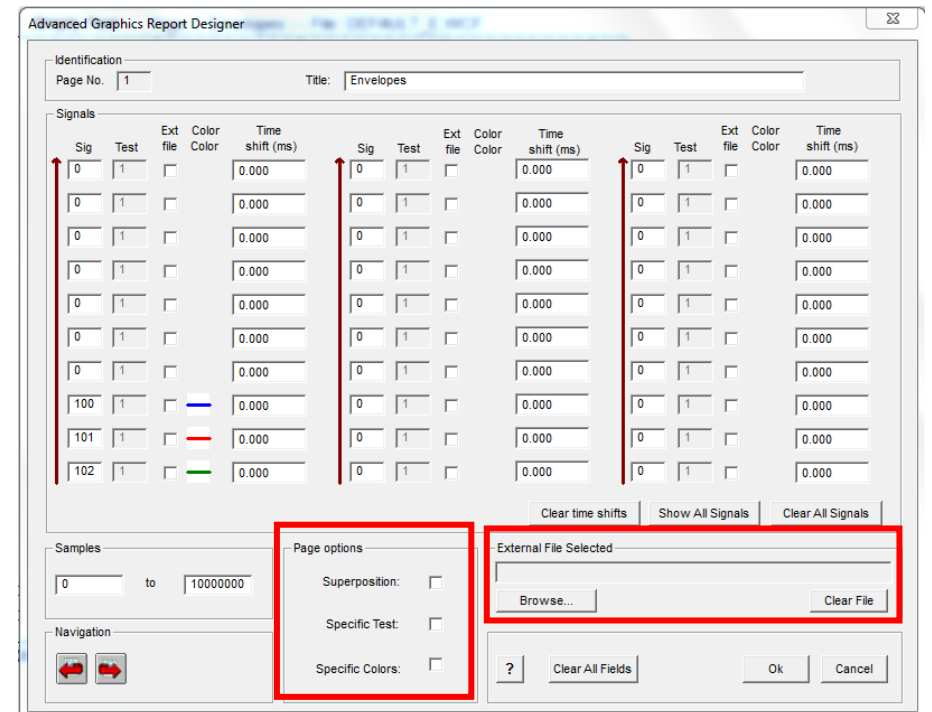 Advanced Graphics Report Designer
Identification
Page No. 1 Title: Envelopes
Signals
Ext Color Time Ext Color Time Ext Color Time
Sig Test file Color shift (ms) Sig Test file Color shift (ms) Sig Test file Color shift (ms)
0 1 0.000 0 1 0.000 0 1 0.000
0 1 0.000 0 1 0.000 0 1 0.000
0 1 0.000 0 1 0.000 0 1 0.000
0 1 0.000 0 1 0.000 0 1 0.000
0 1 0.000 0 1 0.000 0 1 0.000
0 1 0.000 0 1 0.000 0 1 0.000
0 1 0.000 0 1 0.000 0 1 0.000
100 1 0.000 0 1 0.000 0 1 0.000
101 1 0.000 0 1 0.000 0 1 0.000
102 1 0.000 0 1 0.000 0 1 0.000
Clear time shifts Show All Signals Clear All Signals
Samples Page options External File Selected
0 to 10000000 Superposition:
Browse... Clear File
Specific Test:
Navigation
Specific Colors: ? Clear All Fields Ok Cancel